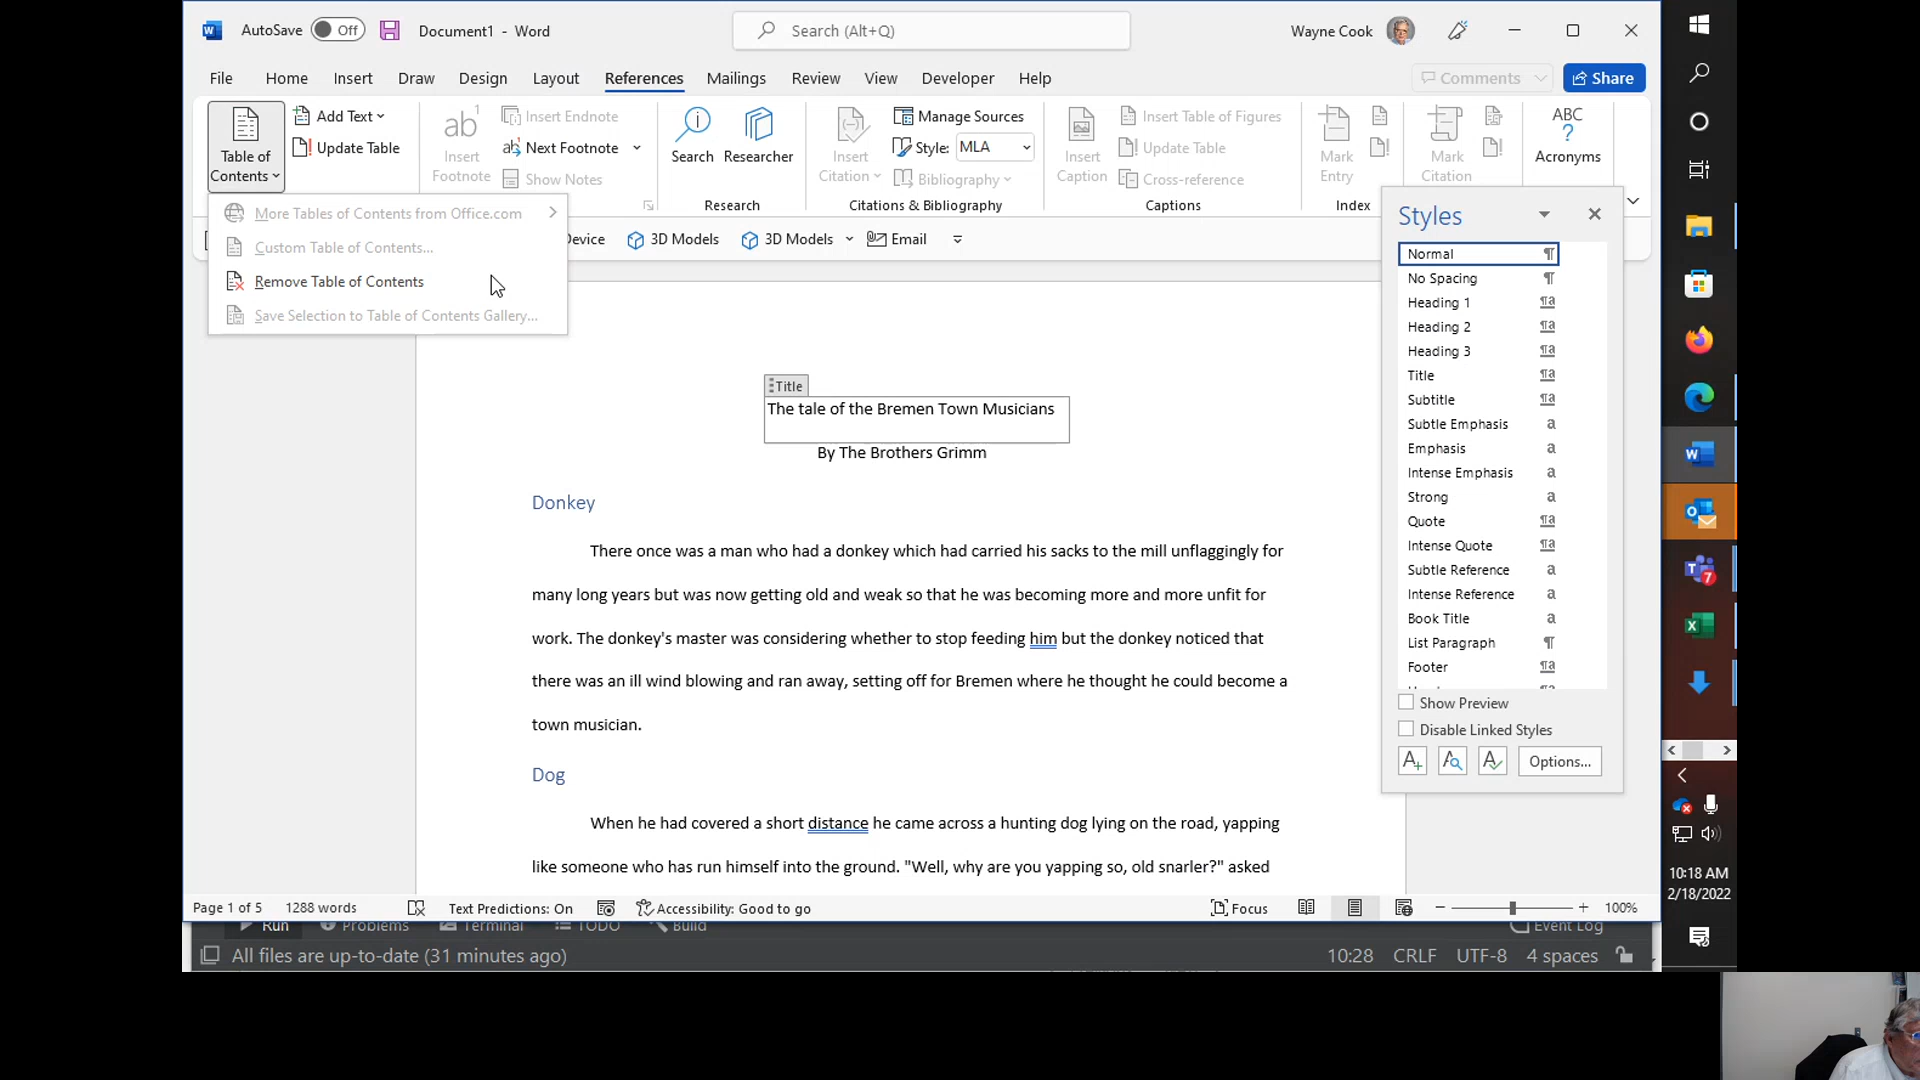 AutoSave Off Document1 - Word Search (Alt+Q) Wayne Cook
File Home Insert Draw Design Layout References Mailings Review View Developer Help Comments Share
Table of Contents
Add Text
Update Table
ab
Insert Footnote
Insert Endnote
Next Footnote
Show Notes
Search
Researcher
Research
Insert Citation
Manage Sources
Style: MLA
Bibliography
Citations & Bibliography
Insert Caption
Insert Table of Figures
Update Table
Cross-reference
Captions
Mark Entry
Index
Mark Citation
ABC
?
Acronyms
More Tables of Contents from Office.com
Custom Table of Contents...
Remove Table of Contents
Save Selection to Table of Contents Gallery...
Device 3D Models 3D Models Email
Title
The tale of the Bremen Town Musicians
By The Brothers Grimm
Donkey
There once was a man who had a donkey which had carried his sacks to the mill unflaggingly for
many long years but was now getting old and weak so that he was becoming more and more unfit for
work. The donkey's master was considering whether to stop feeding him but the donkey noticed that
there was an ill wind blowing and ran away, setting off for Bremen where he thought he could become a
town musician.
Dog
When he had covered a short distance he came across a hunting dog lying on the road, yapping
like someone who has run himself into the ground. "Well, why are you yapping so, old snarler?" asked
Styles
Normal
No Spacing
Heading 1
Heading 2
Heading 3
Title
Subtitle
Subtle Emphasis
Emphasis
Intense Emphasis
Strong
Quote
Intense Quote
Subtle Reference
Intense Reference
Book Title
List Paragraph
Footer
Show Preview
Disable Linked Styles
Options...
Page 1 of 5 1288 words Text Predictions: On Accessibility: Good to go Focus 100%
Run Problems Terminal TODO Build Event Log
All files are up-to-date (31 minutes ago) 10:28 CRLF UTF-8 4 spaces
7
10:18 AM
2/18/2022